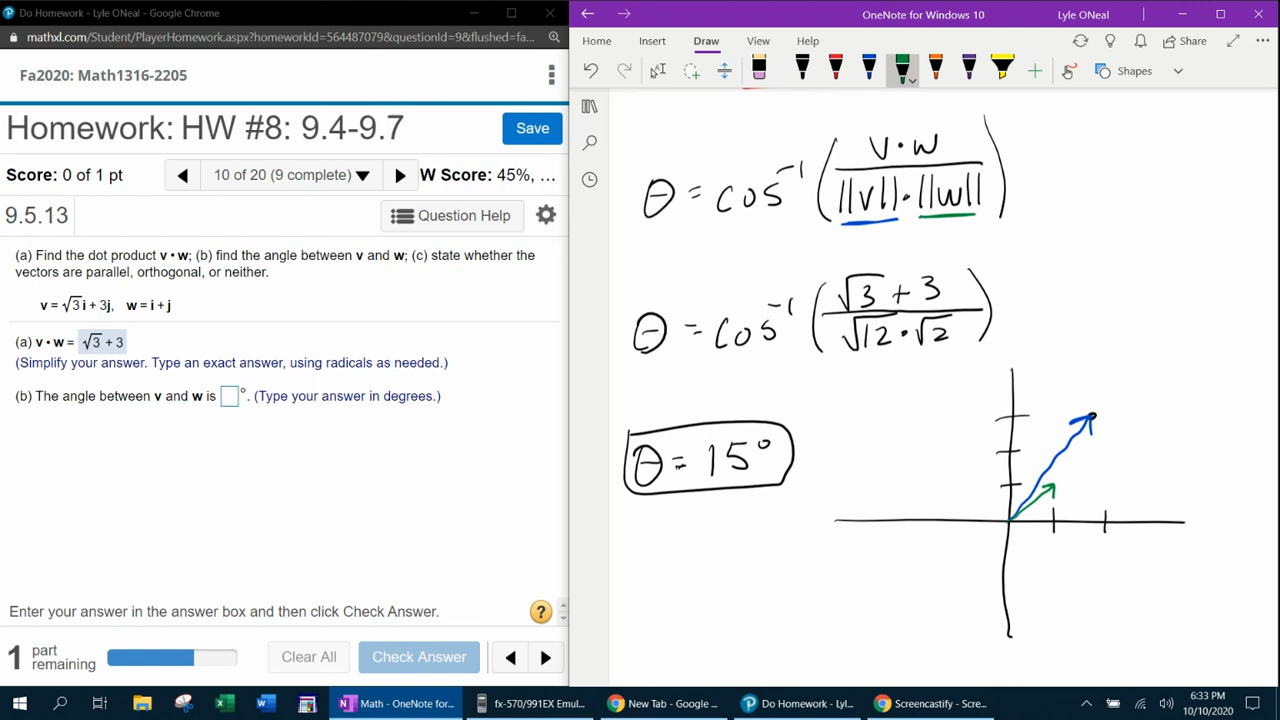 Do Homework - Lyle ONeal - Google Chrome
mathxl.com/Student/PlayerHomework.aspx?homeworkId=564487079&questionId=9&flushed=fa...
Fa2020: Math1316-2205
Homework: HW #8: 9.4-9.7
Save
Score: 0 of 1 pt
10 of 20 (9 complete)
W Score: 45%, ...
9.5.13
Question Help
(a) Find the dot product v • w; (b) find the angle between v and w; (c) state whether the
vectors are parallel, orthogonal, or neither.
v = √3 i + 3j, w = i + j
(a) v • w = √3 + 3
(Simplify your answer. Type an exact answer, using radicals as needed.)
(b) The angle between v and w is °. (Type your answer in degrees.)
Enter your answer in the answer box and then click Check Answer.
?
1 part
remaining
Clear All
Check Answer
OneNote for Windows 10
Lyle ONeal
Home Insert Draw View Help
Share
Shapes
θ = cos⁻¹ ( v • w / ||v|| • ||w|| )
θ = cos⁻¹ ( √3 + 3 / √12 • √2 )
θ = 15°
Math - OneNote for...
fx-570/991EX Emul...
New Tab - Google ...
Do Homework - Lyl...
Screencastify - Scre...
6:33 PM
10/10/2020